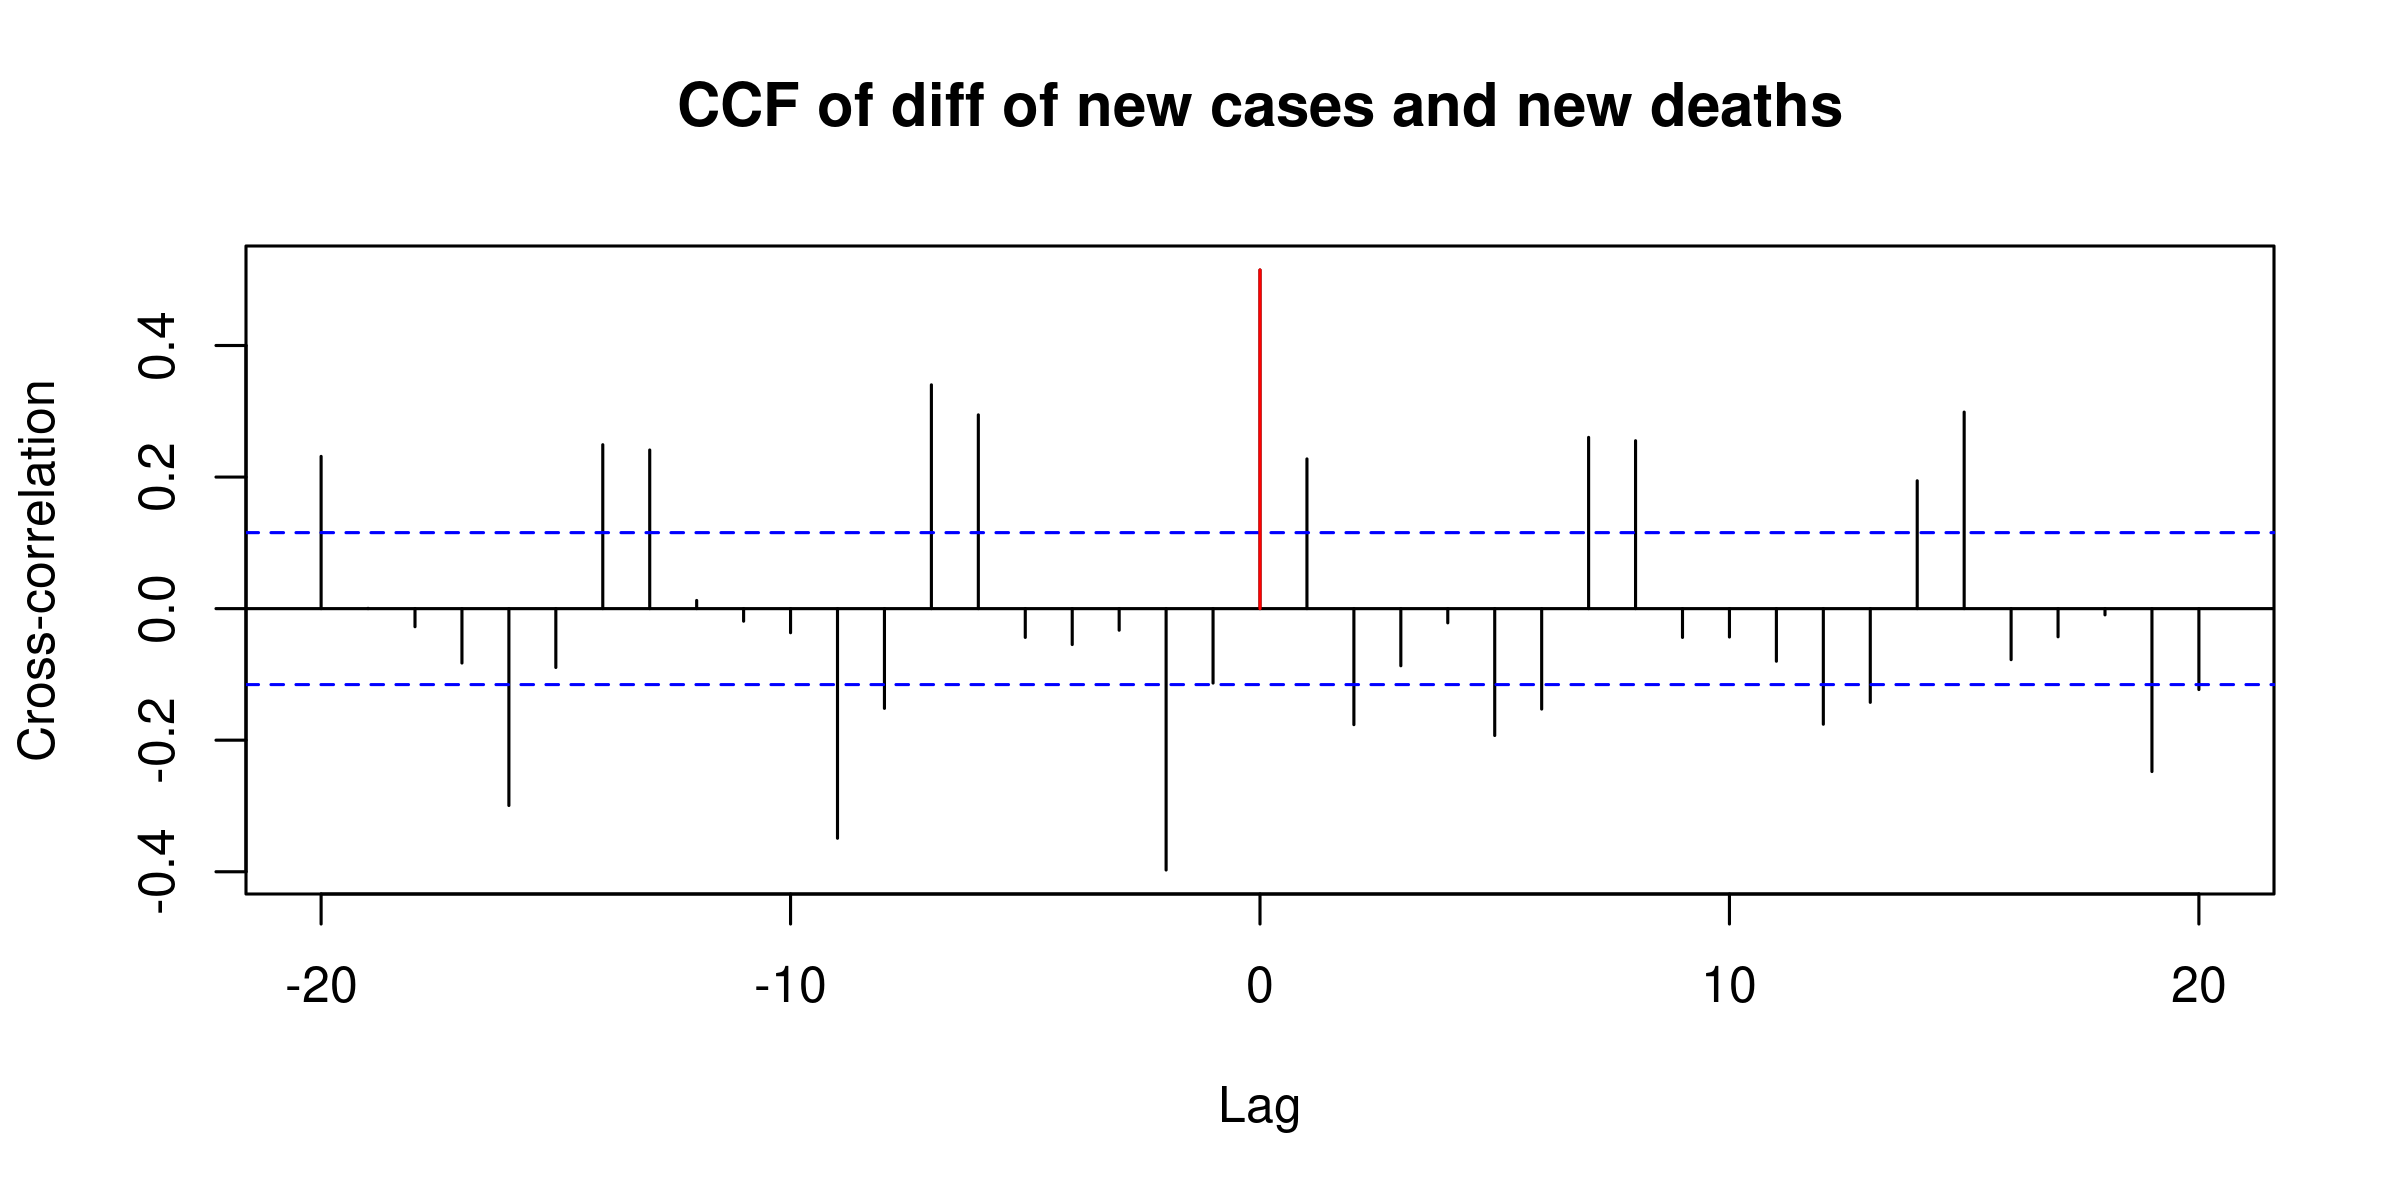 CCF of diff of new cases and new deaths
Cross-correlation
0.4
0.2
0.0
-0.2
-0.4
-20 -10 0 10 20
Lag